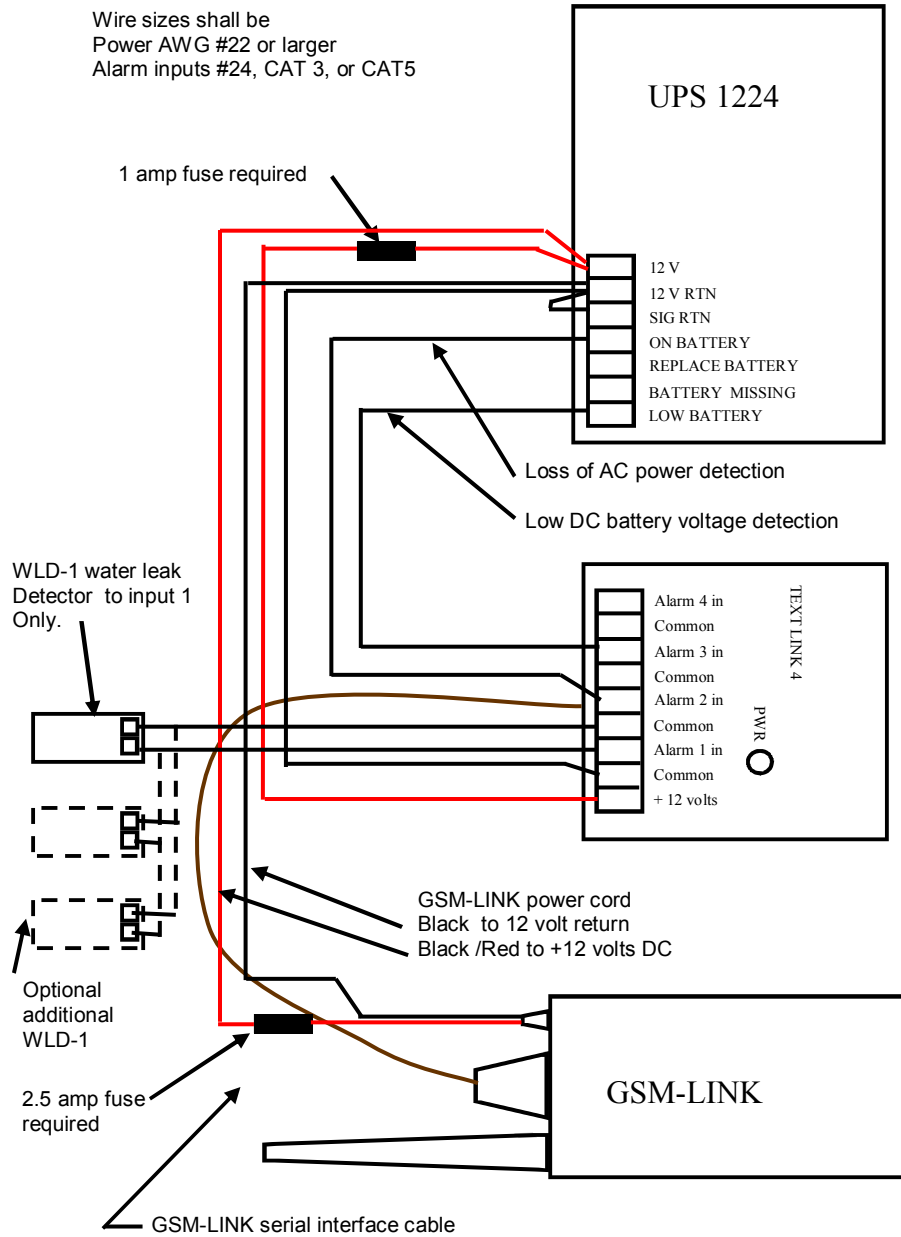 Wire sizes shall be
Power AWG #22 or larger
Alarm inputs #24, CAT 3, or CAT5
UPS 1224
1 amp fuse required
12 V
12 V RTN
SIG RTN
ON BATTERY
REPLACE BATTERY
BATTERY MISSING
LOW BATTERY
Loss of AC power detection
Low DC battery voltage detection
WLD-1 water leak
Detector to input 1
Only.
Alarm 4 in
Common
Alarm 3 in
Common
Alarm 2 in
Common
Alarm 1 in
Common
+ 12 volts
TEXT LINK 4
PWR
GSM-LINK power cord
Black to 12 volt return
Black /Red to +12 volts DC
Optional
additional
WLD-1
2.5 amp fuse
required
GSM-LINK
GSM-LINK serial interface cable